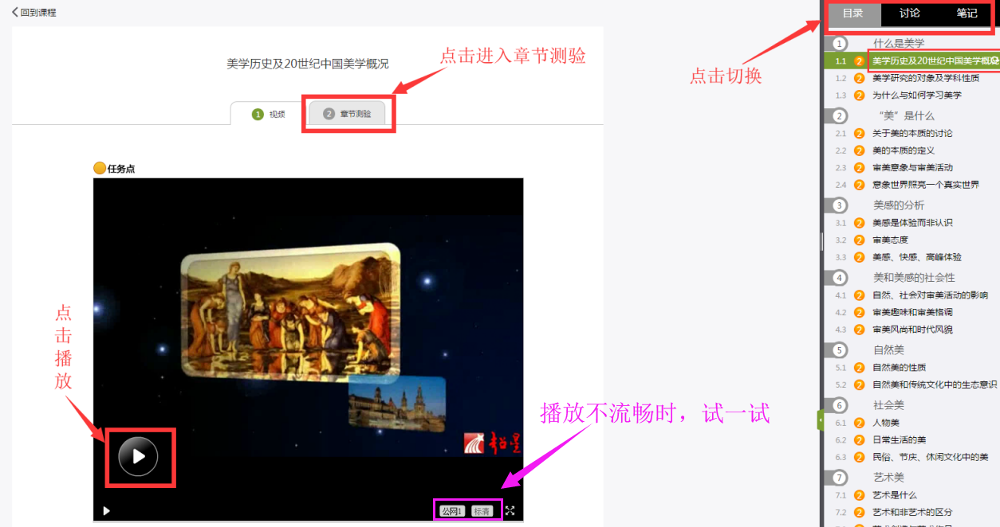 回到课程
美学历史及20世纪中国美学概况
点击进入章节测验
1 视频
2 章节测验
任务点
点击播放
播放不流畅时，试一试
公网1 标清
点击切换
目录 讨论 笔记
1 什么是美学
1.1 2 美学历史及20世纪中国美学概况
1.2 2 美学研究的对象及学科性质
1.3 2 为什么与如何学习美学
2 “美”是什么
2.1 2 关于美的本质的讨论
2.2 2 美的本质的定义
2.3 2 审美意象与审美活动
2.4 2 意象世界照亮一个真实世界
3 美感的分析
3.1 2 美感是体验而非认识
3.2 2 审美态度
3.3 2 美感、快感、高峰体验
4 美和美感的社会性
4.1 2 自然、社会对审美活动的影响
4.2 2 审美趣味和审美格调
4.3 2 审美风尚和时代风貌
5 自然美
5.1 2 自然美的性质
5.2 2 自然美和传统文化中的生态意识
6 社会美
6.1 2 人物美
6.2 2 日常生活的美
6.3 2 民俗、节庆、休闲文化中的美
7 艺术美
7.1 2 艺术是什么
7.2 2 艺术和非艺术的区分